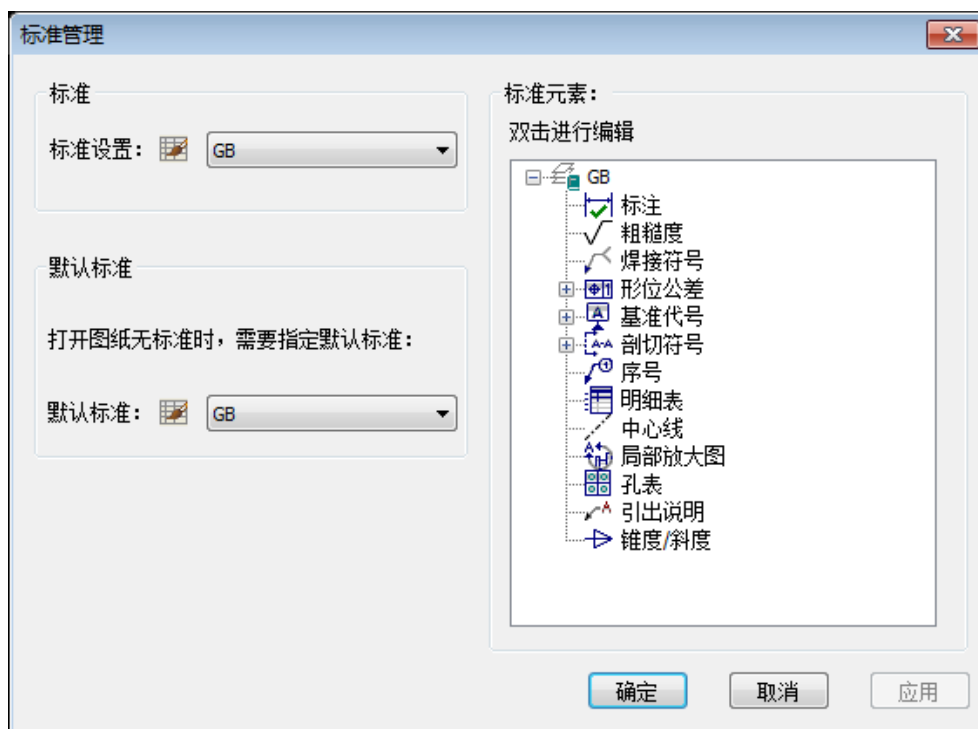 标准管理
标准
标准设置：
GB
默认标准
打开图纸无标准时，需要指定默认标准：
默认标准：
GB
标准元素：
双击进行编辑
GB
标注
粗糙度
焊接符号
形位公差
基准代号
剖切符号
序号
明细表
中心线
局部放大图
孔表
引出说明
锥度/斜度
确定
取消
应用